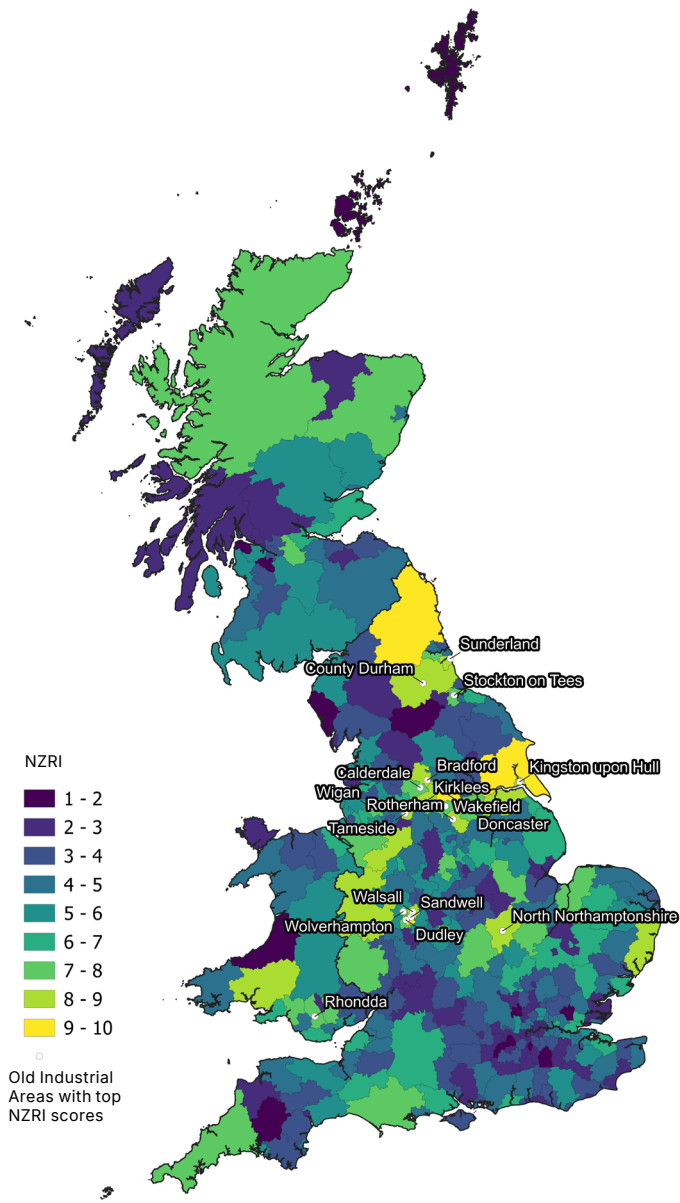 Sunderland
County Durham
Stockton on Tees
NZRI
Bradford
Kingston upon Hull
Calderdale
Kirklees
Wigan
1 - 2
Rotherham
Wakefield
2 - 3
Tameside
Doncaster
3 - 4
4 - 5
Walsall
Sandwell
5 - 6
North Northamptonshire
Wolverhampton
Dudley
6 - 7
7 - 8
8 - 9
Rhondda
9 - 10
Old Industrial
Areas with top
NZRI scores